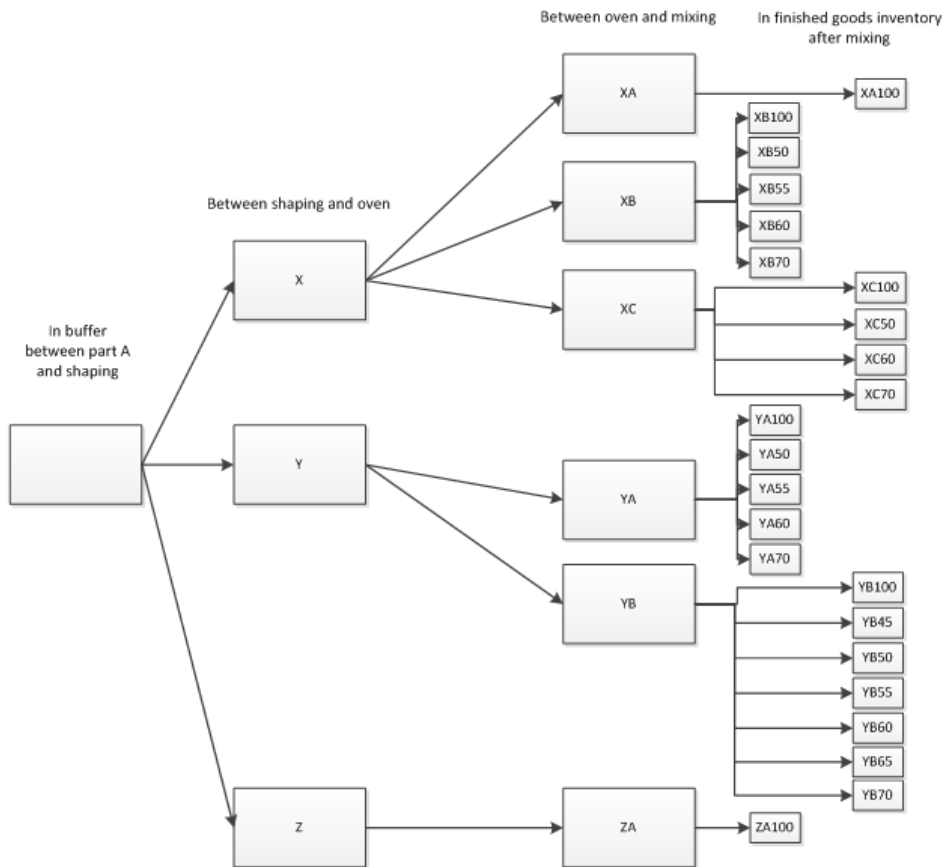 Between oven and mixing
In finished goods inventory
after mixing
XA
XA100
XB100
XB50
XB
XB55
XB60
XB70
Between shaping and oven
X
XC
XC100
XC50
XC60
XC70
In buffer
between part A
and shaping
Y
YA
YA100
YA50
YA55
YA60
YA70
YB
YB100
YB45
YB50
YB55
YB60
YB65
YB70
Z
ZA
ZA100